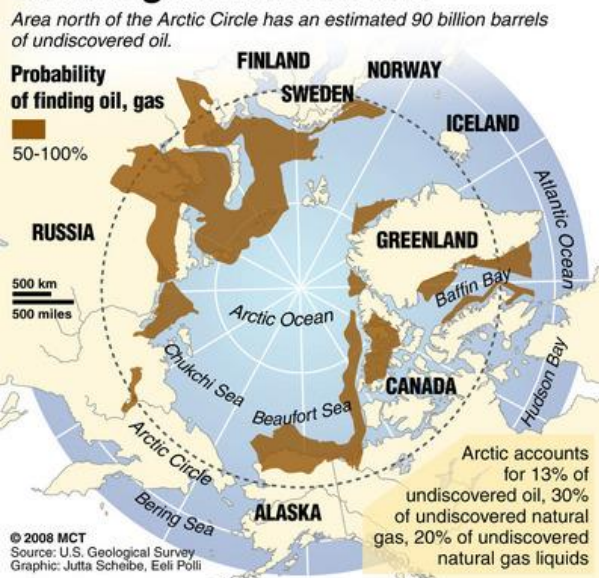 Area north of the Arctic Circle has an estimated 90 billion barrels
of undiscovered oil.
Probability
of finding oil, gas
50-100%
FINLAND
NORWAY
SWEDEN
ICELAND
Atlantic Ocean
RUSSIA
GREENLAND
500 km
500 miles
Baffin Bay
Arctic Ocean
Chukchi Sea
Beaufort Sea
CANADA
Hudson Bay
Arctic Circle
Bering Sea
ALASKA
Arctic accounts
for 13% of
undiscovered oil, 30%
of undiscovered natural
gas, 20% of undiscovered
natural gas liquids
© 2008 MCT
Source: U.S. Geological Survey
Graphic: Jutta Scheibe, Eeli Polli